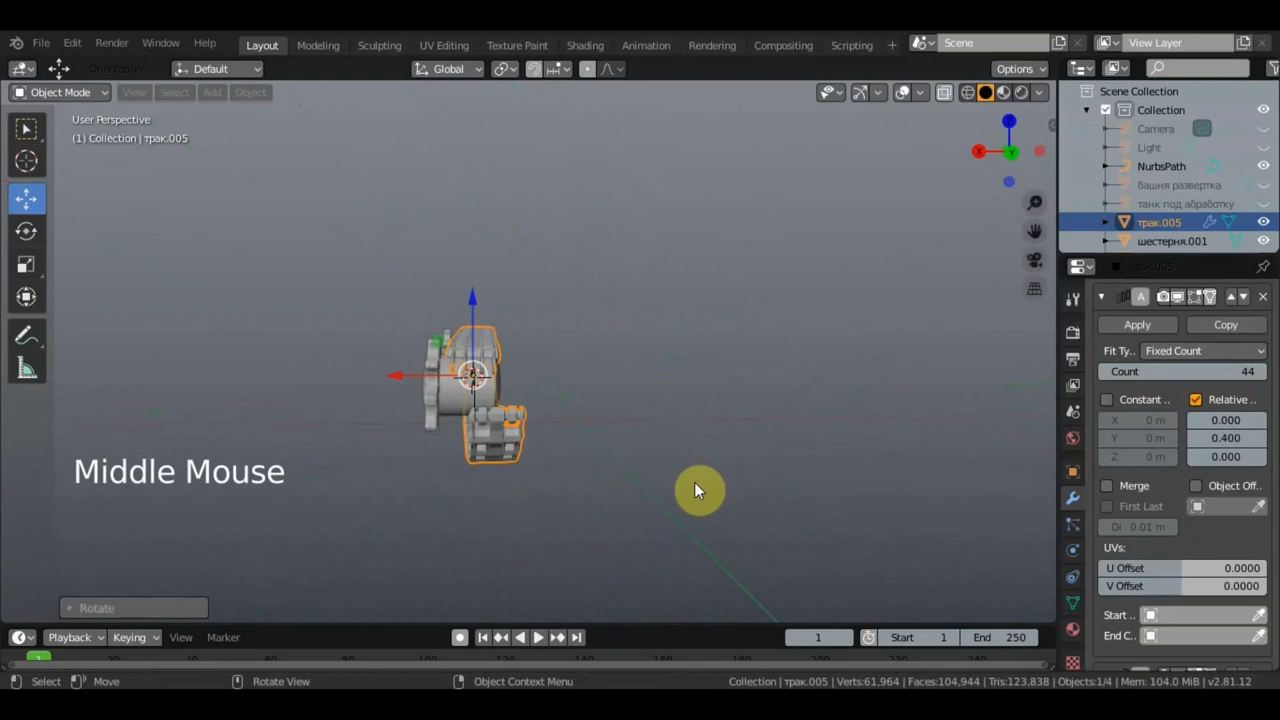 File Edit Render Window Help Layout Modeling Sculpting UV Editing Texture Paint Shading Animation Rendering Compositing Scripting + Scene View Layer
Orientation: Default Global Options
Object Mode View Select Add Object
User Perspective
(1) Collection | трак.005
Z
X
Y
Middle Mouse
Rotate
Scene Collection
Collection
Camera
Light
NurbsPath
башня развертка
танк под абработку
трак.005
шестерня.001
трак.005
A
Apply Copy
Fit Ty.. Fixed Count
Count 44
Constant .. Relative ..
X 0 m 0.000
Y 0 m 0.400
Z 0 m 0.000
Merge Object Off..
First Last
Di 0.01 m
UVs:
U Offset 0.0000
V Offset 0.0000
Start ..
End C..
Playback Keying View Marker 1 Start 1 End 250
Select Move Rotate View Object Context Menu Collection | трак.005 | Verts:61,964 | Faces:104,944 | Tris:123,838 | Objects:1/4 | Mem: 104.0 MiB | v2.81.12